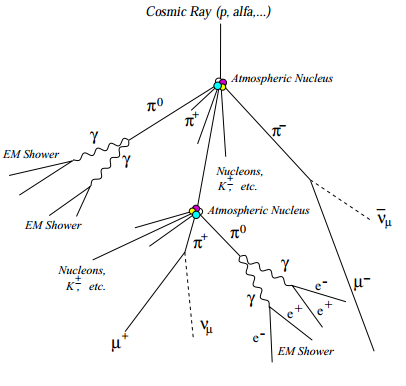 Cosmic Ray (p, alfa,...)
Atmospheric Nucleus
π⁰
π⁺
π⁻
γ
γ
EM Shower
Nucleons,
K±, etc.
EM Shower
Atmospheric Nucleus
ν̅μ
π⁺
π⁰
γ
Nucleons,
K±, etc.
γ
e⁻
μ⁻
e⁺
e⁺
νμ
e⁻
μ⁺
EM Shower